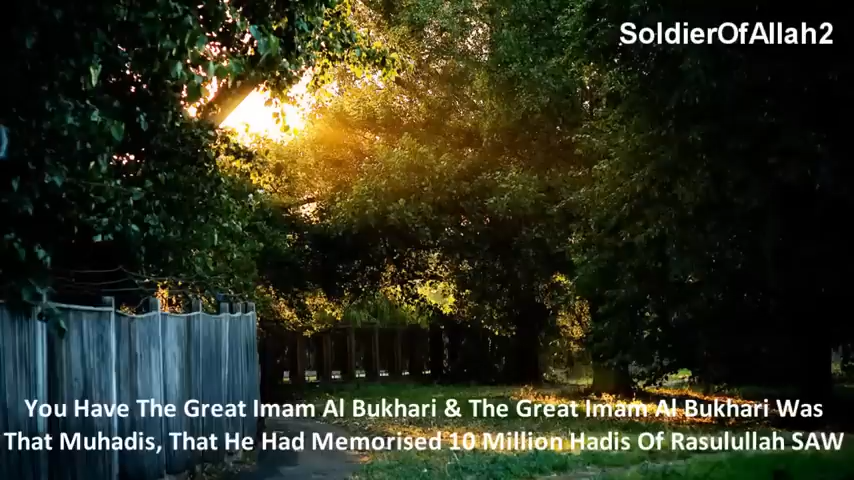 SoldierOfAllah2
You Have The Great Imam Al Bukhari & The Great Imam Al Bukhari Was
That Muhadis, That He Had Memorised 10 Million Hadis Of Rasulullah SAW